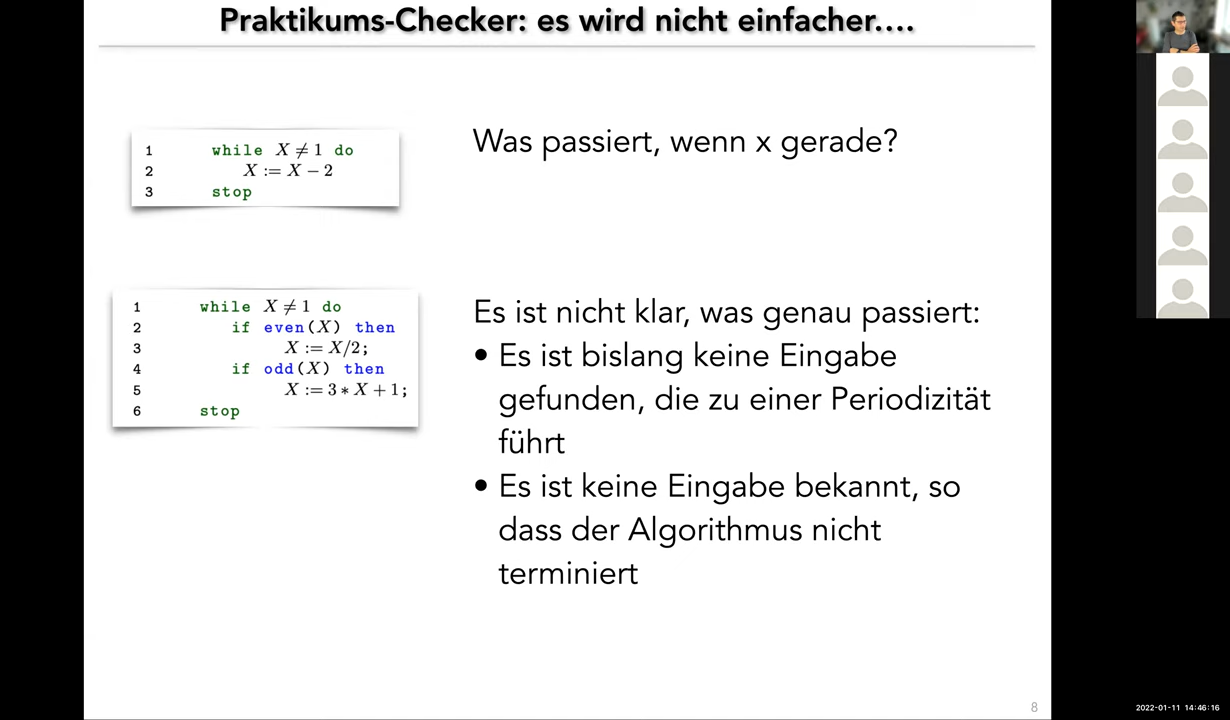 Praktikums-Checker: es wird nicht einfacher....
1 while X ≠ 1 do
2 X := X − 2
3 stop
Was passiert, wenn x gerade?
1 while X ≠ 1 do
2 if even(X) then
3 X := X/2;
4 if odd(X) then
5 X := 3 * X + 1;
6 stop
Es ist nicht klar, was genau passiert:
• Es ist bislang keine Eingabe
gefunden, die zu einer Periodizität
führt
• Es ist keine Eingabe bekannt, so
dass der Algorithmus nicht
terminiert
8
2022-01-11 14:46:16